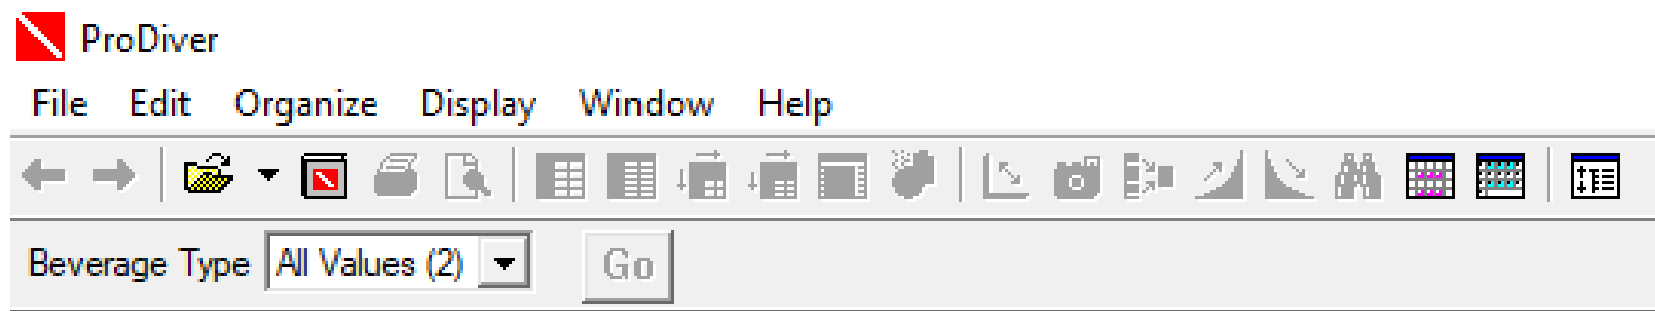 ProDiver
File Edit Organize Display Window Help
Beverage Type All Values (2) Go